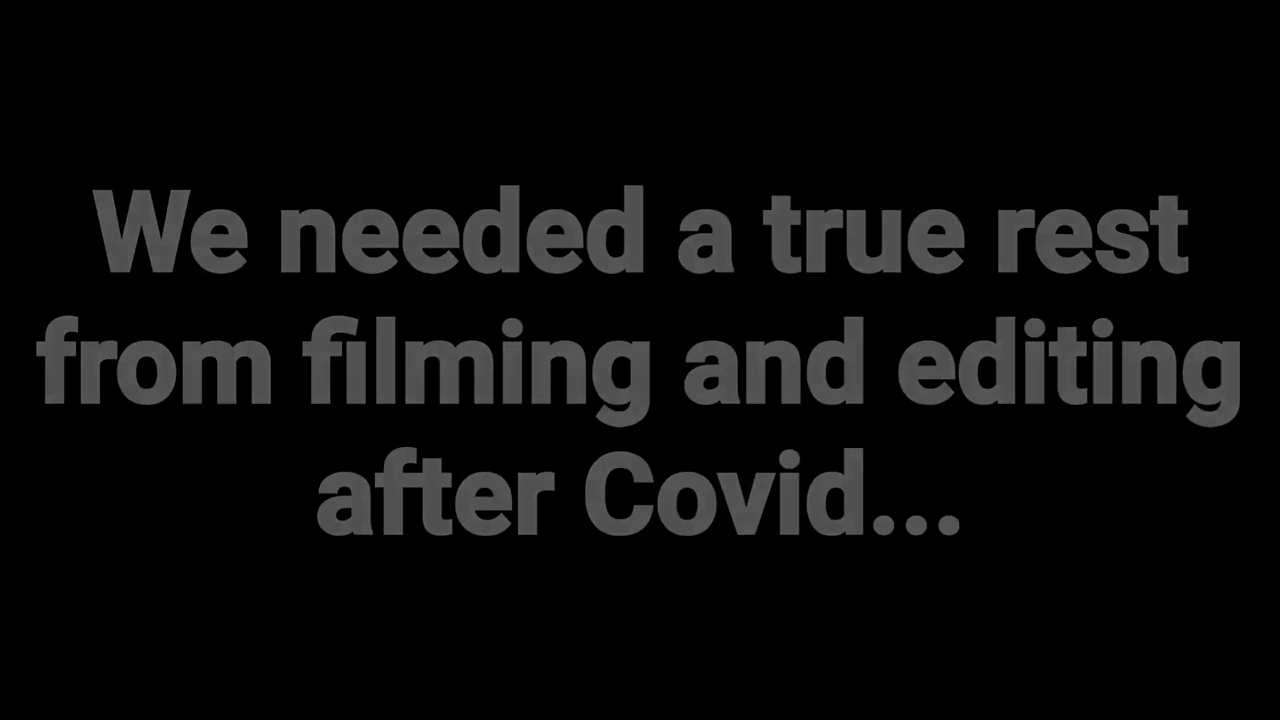 We needed a true rest
from filming and editing
after Covid...